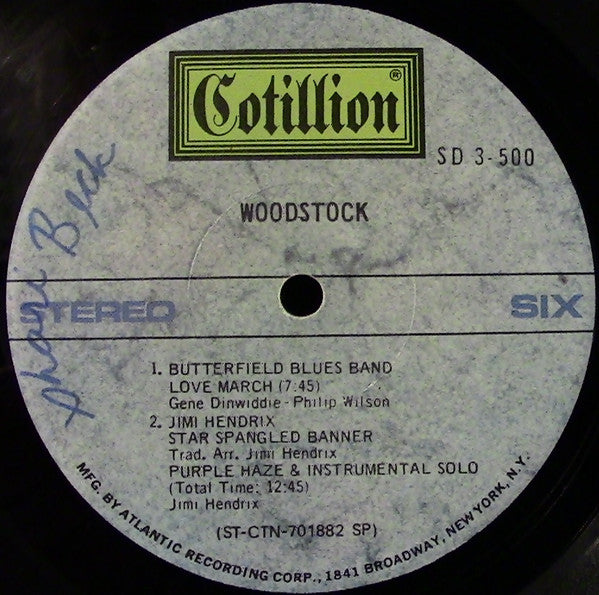 Cotillion®
SD 3-500
WOODSTOCK
STEREO
SIX
1. BUTTERFIELD BLUES BAND
LOVE MARCH (7:45)
Gene Dinwiddie - Philip Wilson
2. JIMI HENDRIX
STAR SPANGLED BANNER
Trad. Arr. Jimi Hendrix
PURPLE HAZE & INSTRUMENTAL SOLO
(Total Time: 12:45)
Jimi Hendrix
(ST-CTN-701882 SP)
MFG. BY ATLANTIC RECORDING CORP., 1841 BROADWAY, NEW YORK, N.Y.
Beck